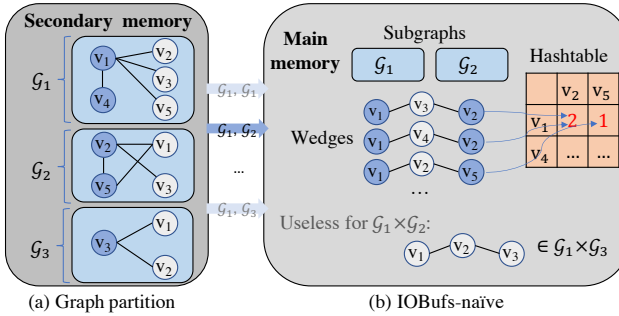 Secondary memory
𝒢1
v1
v2
v3
v4
v5
𝒢2
v2
v1
v5
v3
𝒢3
v3
v1
v2
(a) Graph partition
𝒢1, 𝒢1
𝒢1, 𝒢2
...
𝒢1, 𝒢3
Main memory
Subgraphs
𝒢1 𝒢2
Hashtable
v2 v5
v1 2 1
v4 ... ...
Wedges
v1 v3 v2
v1 v4 v2
v1 v2 v5
...
Useless for 𝒢1×𝒢2:
v1 v2 v3 ∈ 𝒢1×𝒢3
(b) IOBufs-naïve